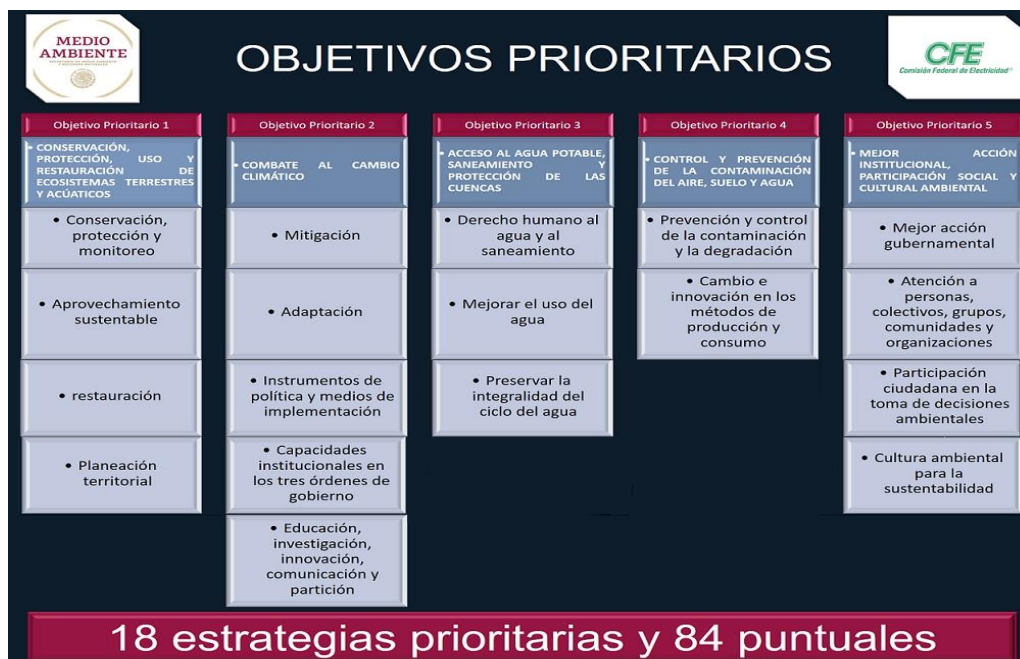 MEDIO
AMBIENTE
SECRETARÍA DE MEDIO AMBIENTE
Y RECURSOS NATURALES
OBJETIVOS PRIORITARIOS
CFE
Comisión Federal de Electricidad®
Objetivo Prioritario 1
• CONSERVACIÓN,
PROTECCIÓN, USO Y
RESTAURACIÓN DE
ECOSISTEMAS TERRESTRES
Y ACÚATICOS
• Conservación,
protección y
monitoreo
• Aprovechamiento
sustentable
• restauración
• Planeación
territorial
Objetivo Prioritario 2
• COMBATE AL CAMBIO
CLIMÁTICO
• Mitigación
• Adaptación
• Instrumentos de
política y medios de
implementación
• Capacidades
institucionales en
los tres órdenes de
gobierno
• Educación,
investigación,
innovación,
comunicación y
partición
Objetivo Prioritario 3
• ACCESO AL AGUA POTABLE,
SANEAMIENTO Y
PROTECCIÓN DE LAS
CUENCAS
• Derecho humano al
agua y al
saneamiento
• Mejorar el uso del
agua
• Preservar la
integralidad del
ciclo del agua
Objetivo Prioritario 4
• CONTROL Y PREVENCIÓN
DE LA CONTAMINACIÓN
DEL AIRE, SUELO Y AGUA
• Prevención y control
de la contaminación
y la degradación
• Cambio e
innovación en los
métodos de
producción y
consumo
Objetivo Prioritario 5
• MEJOR ACCIÓN
INSTITUCIONAL,
PARTICIPACIÓN SOCIAL Y
CULTURAL AMBIENTAL
• Mejor acción
gubernamental
• Atención a
personas,
colectivos, grupos,
comunidades y
organizaciones
• Participación
ciudadana en la
toma de decisiones
ambientales
• Cultura ambiental
para la
sustentabilidad
18 estrategias prioritarias y 84 puntuales